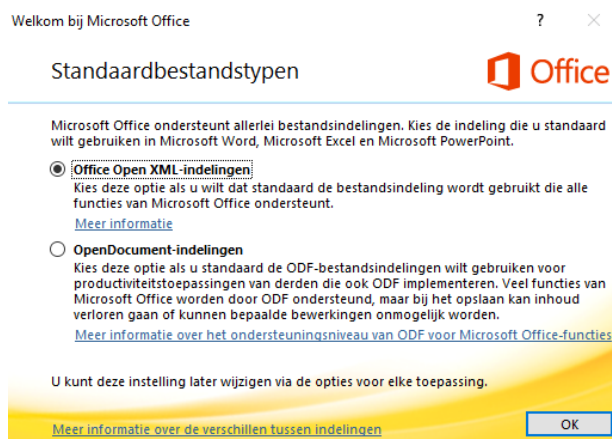 Welkom bij Microsoft Office ?
Standaardbestandstypen Office
Microsoft Office ondersteunt allerlei bestandsindelingen. Kies de indeling die u standaard
wilt gebruiken in Microsoft Word, Microsoft Excel en Microsoft PowerPoint.
Office Open XML-indelingen
Kies deze optie als u wilt dat standaard de bestandsindeling wordt gebruikt die alle
functies van Microsoft Office ondersteunt.
Meer informatie
OpenDocument-indelingen
Kies deze optie als u standaard de ODF-bestandsindelingen wilt gebruiken voor
productiviteitstoepassingen van derden die ook ODF implementeren. Veel functies van
Microsoft Office worden door ODF ondersteund, maar bij het opslaan kan inhoud
verloren gaan of kunnen bepaalde bewerkingen onmogelijk worden.
Meer informatie over het ondersteuningsniveau van ODF voor Microsoft Office-functies
U kunt deze instelling later wijzigen via de opties voor elke toepassing.
Meer informatie over de verschillen tussen indelingen
OK